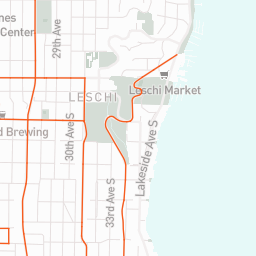 nes
Center
29th Ave
LESCHI
Leschi Market
d Brewing
30th Ave S
33rd Ave S
Lakeside Ave S